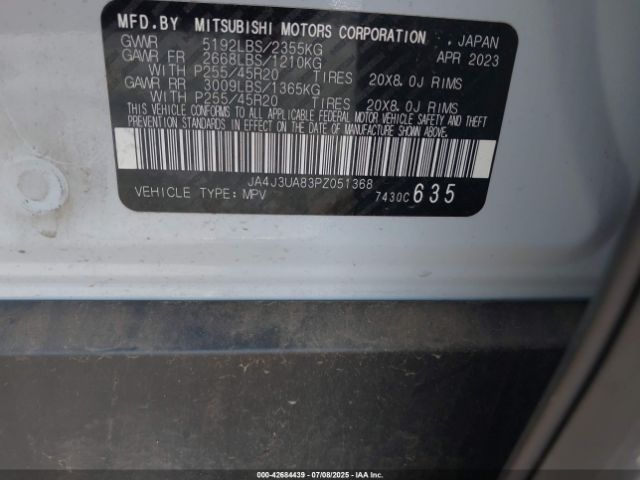 MFD.BY MITSUBISHI MOTORS CORPORATION , JAPAN
GVWR 5192LBS/2355KG APR 2023
GAWR FR 2668LBS/1210KG
WITH P255/45R20 TIRES 20X8.0J RIMS
GAWR RR 3009LBS/1365KG
WITH P255/45R20 TIRES 20X8.0J RIMS
THIS VEHICLE CONFORMS TO ALL APPLICABLE FEDERAL MOTOR VEHICLE SAFETY AND THEFT
PREVENTION STANDARDS IN EFFECT ON THE DATE OF MANUFACTURE SHOWN ABOVE.
JA4J3UA83PZ051368
VEHICLE TYPE: MPV 7430C 635
000-42684439 - 07/08/2025 - IAAI.COM